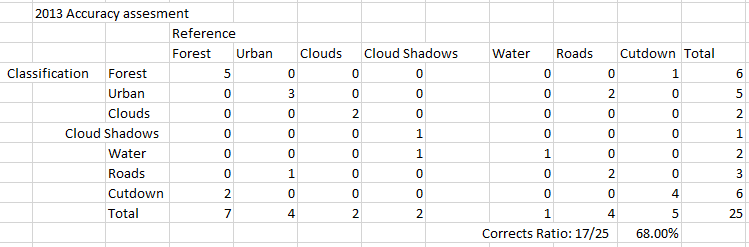 2013 Accuracy assesment
Reference
Forest Urban Clouds Cloud Shadows Water Roads Cutdown Total
Classification Forest 5 0 0 0 0 0 1 6
Urban 0 3 0 0 0 2 0 5
Clouds 0 0 2 0 0 0 0 2
Cloud Shadows 0 0 0 1 0 0 0 1
Water 0 0 0 1 1 0 0 2
Roads 0 1 0 0 0 2 0 3
Cutdown 2 0 0 0 0 0 4 6
Total 7 4 2 2 1 4 5 25
Corrects Ratio: 17/25 68.00%